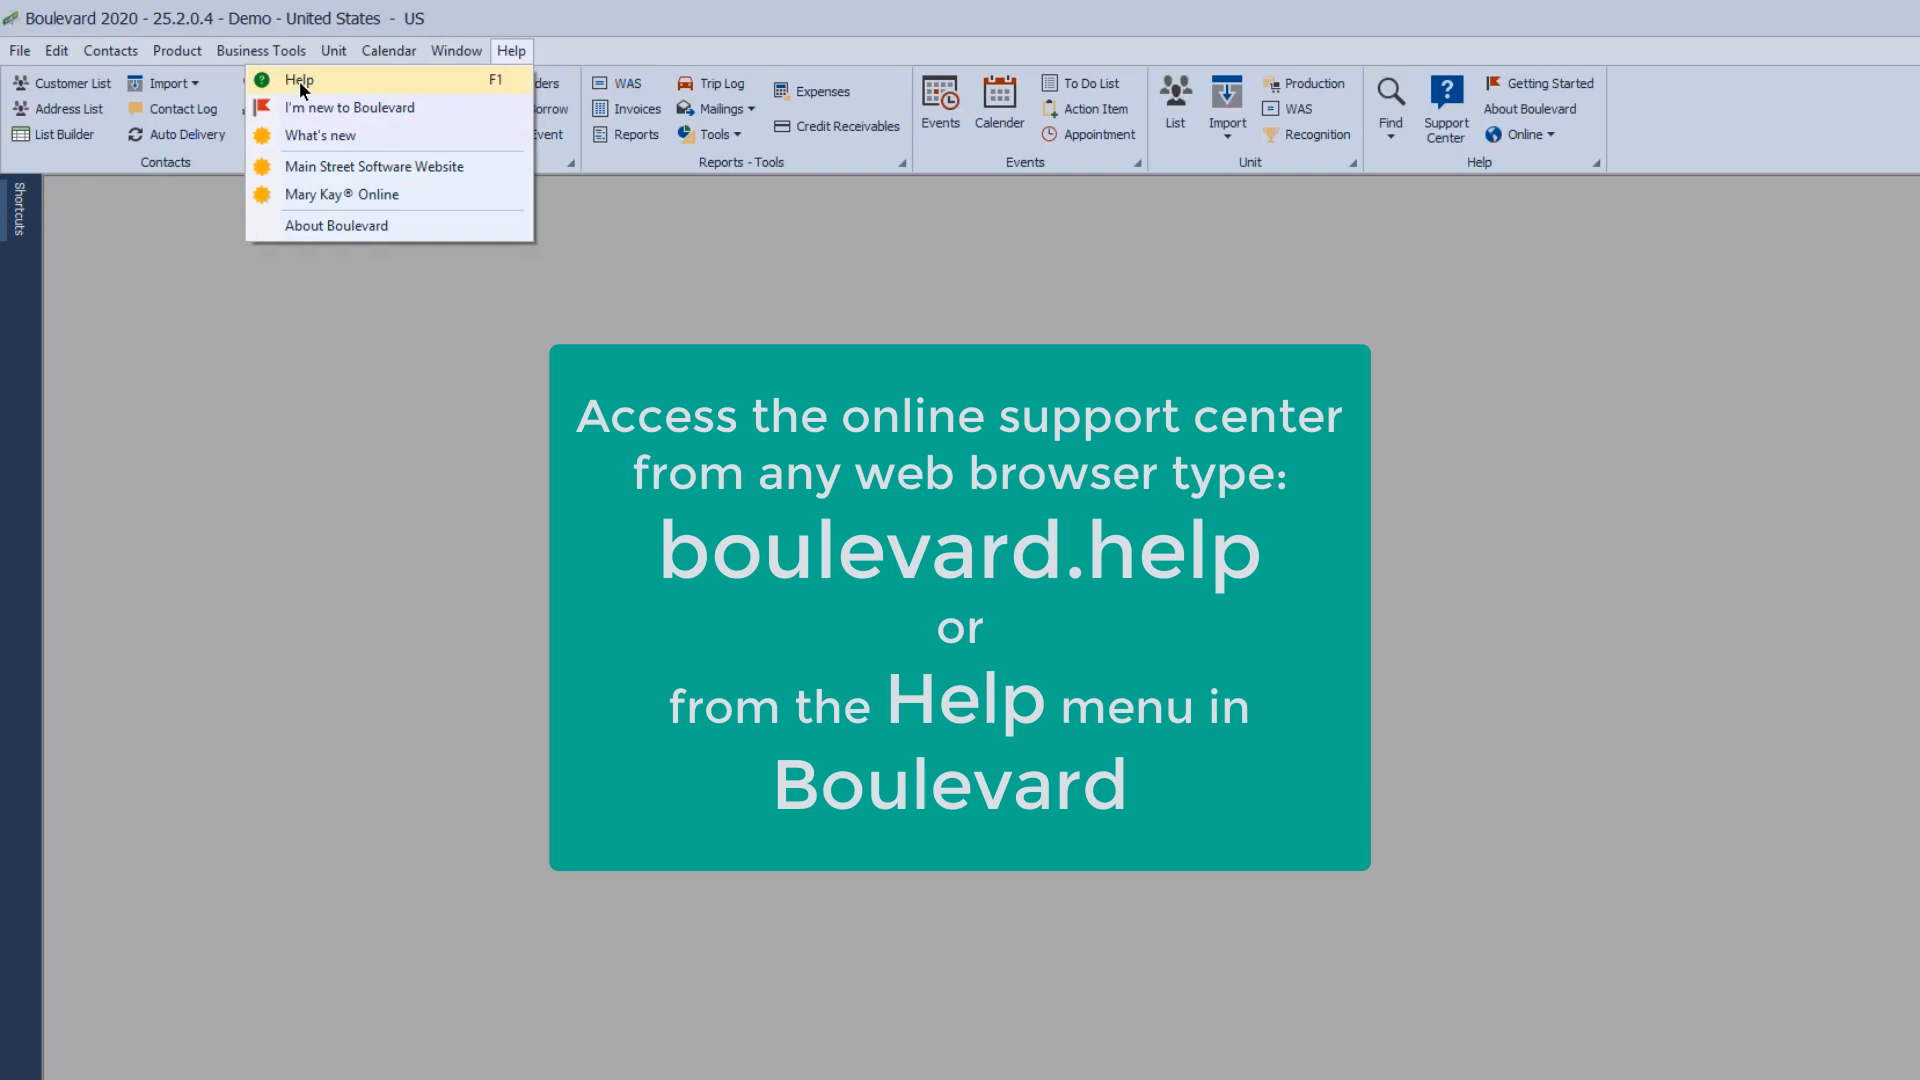 Boulevard 2020 - 25.2.0.4 - Demo - United States - US
File Edit Contacts Product Business Tools Unit Calendar Window Help
Customer List
Address List
List Builder
Import
Contact Log
Auto Delivery
Contacts
Help F1
I'm new to Boulevard
What's new
Main Street Software Website
Mary Kay® Online
About Boulevard
WAS
Invoices
Reports
Trip Log
Mailings
Tools
Expenses
Credit Receivables
Reports - Tools
Events
Calender
To Do List
Action Item
Appointment
Events
List
Import
Production
WAS
Recognition
Unit
Find
Support
Center
Getting Started
About Boulevard
Online
Help
Shortcuts
Access the online support center
from any web browser type:
boulevard.help
or
from the Help menu in
Boulevard